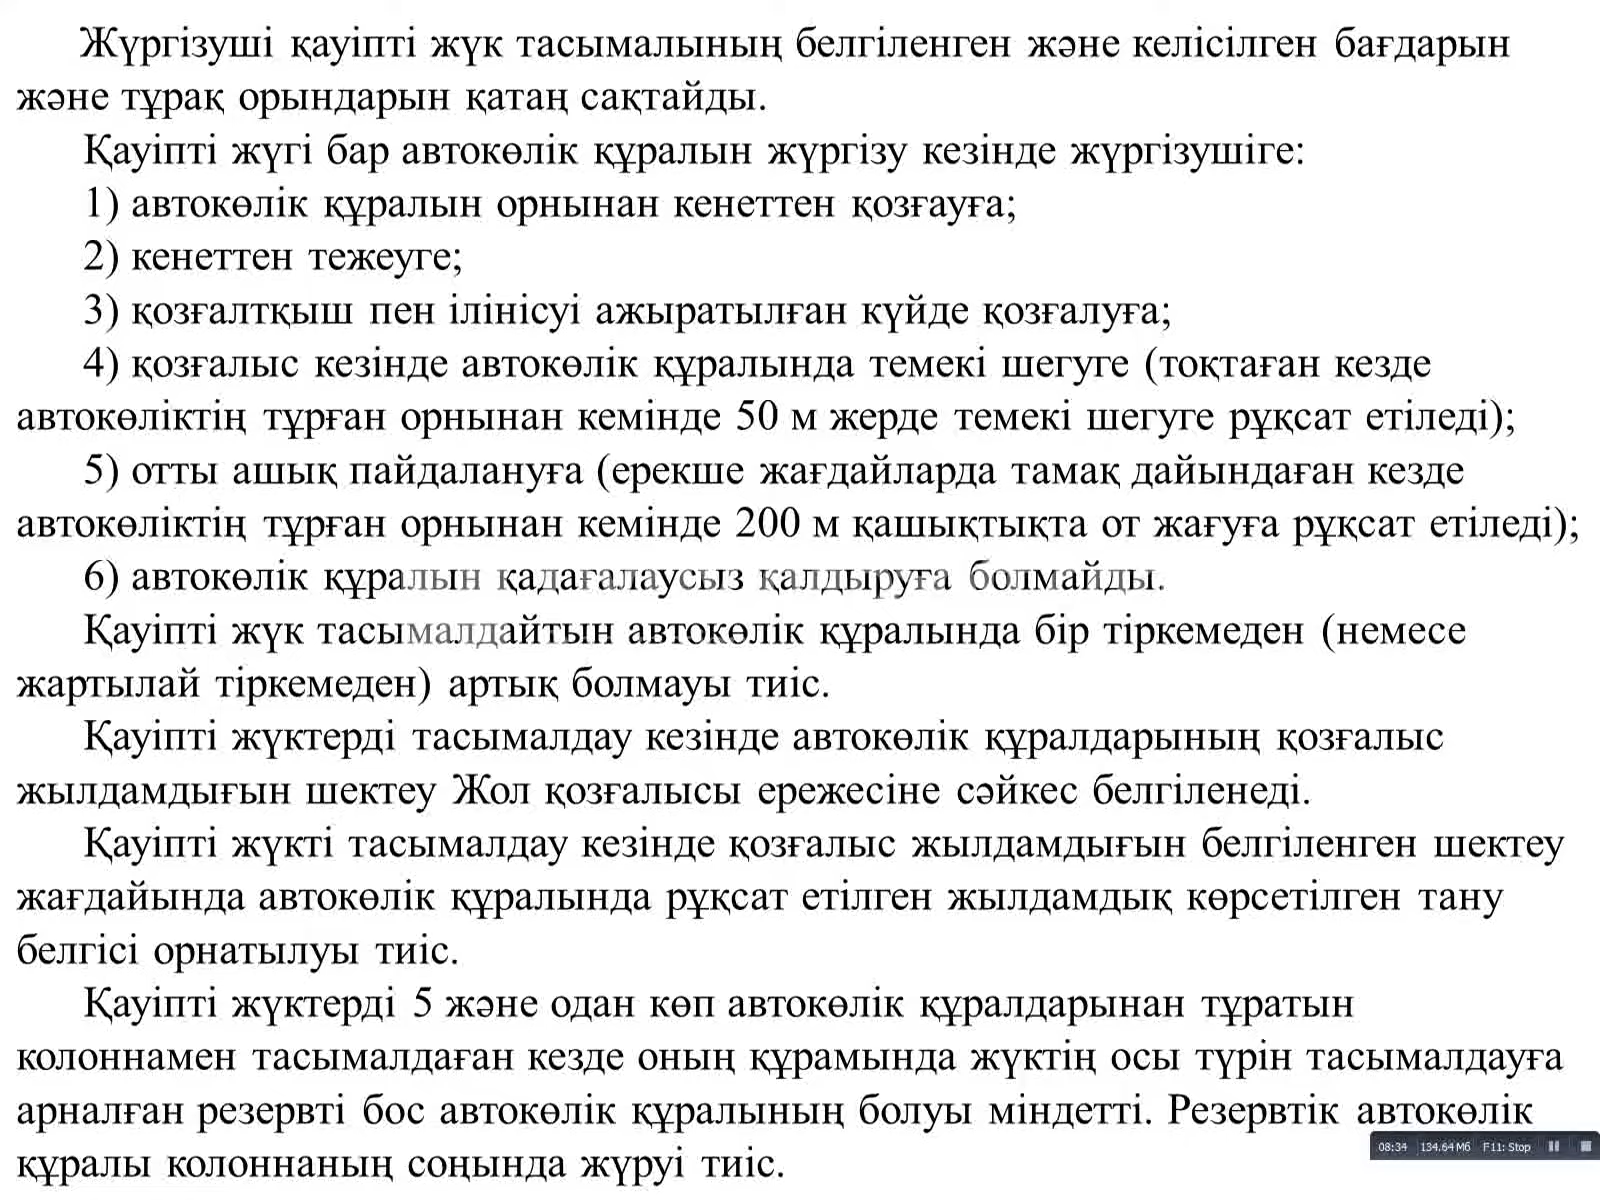 Жүргізуші қауіпті жүк тасымалының белгіленген және келісілген бағдарын
және тұрақ орындарын қатаң сақтайды.
Қауіпті жүгі бар автокөлік құралын жүргізу кезінде жүргізушіге:
1) автокөлік құралын орнынан кенеттен қозғауға;
2) кенеттен тежеуге;
3) қозғалтқыш пен ілінісуі ажыратылған күйде қозғалуға;
4) қозғалыс кезінде автокөлік құралында темекі шегуге (тоқтаған кезде
автокөліктің тұрған орнынан кемінде 50 м жерде темекі шегуге рұқсат етіледі);
5) отты ашық пайдалануға (ерекше жағдайларда тамақ дайындаған кезде
автокөліктің тұрған орнынан кемінде 200 м қашықтықта от жағуға рұқсат етіледі);
6) автокөлік құралын қадағалаусыз қалдыруға болмайды.
Қауіпті жүк тасымалдайтын автокөлік құралында бір тіркемеден (немесе
жартылай тіркемеден) артық болмауы тиіс.
Қауіпті жүктерді тасымалдау кезінде автокөлік құралдарының қозғалыс
жылдамдығын шектеу Жол қозғалысы ережесіне сәйкес белгіленеді.
Қауіпті жүкті тасымалдау кезінде қозғалыс жылдамдығын белгіленген шектеу
жағдайында автокөлік құралында рұқсат етілген жылдамдық көрсетілген тану
белгісі орнатылуы тиіс.
Қауіпті жүктерді 5 және одан көп автокөлік құралдарынан тұратын
колоннамен тасымалдаған кезде оның құрамында жүктің осы түрін тасымалдауға
арналған резервті бос автокөлік құралының болуы міндетті. Резервтік автокөлік
құралы колоннаның соңында жүруі тиіс.
08:34 134.64 Мб F11: Stop